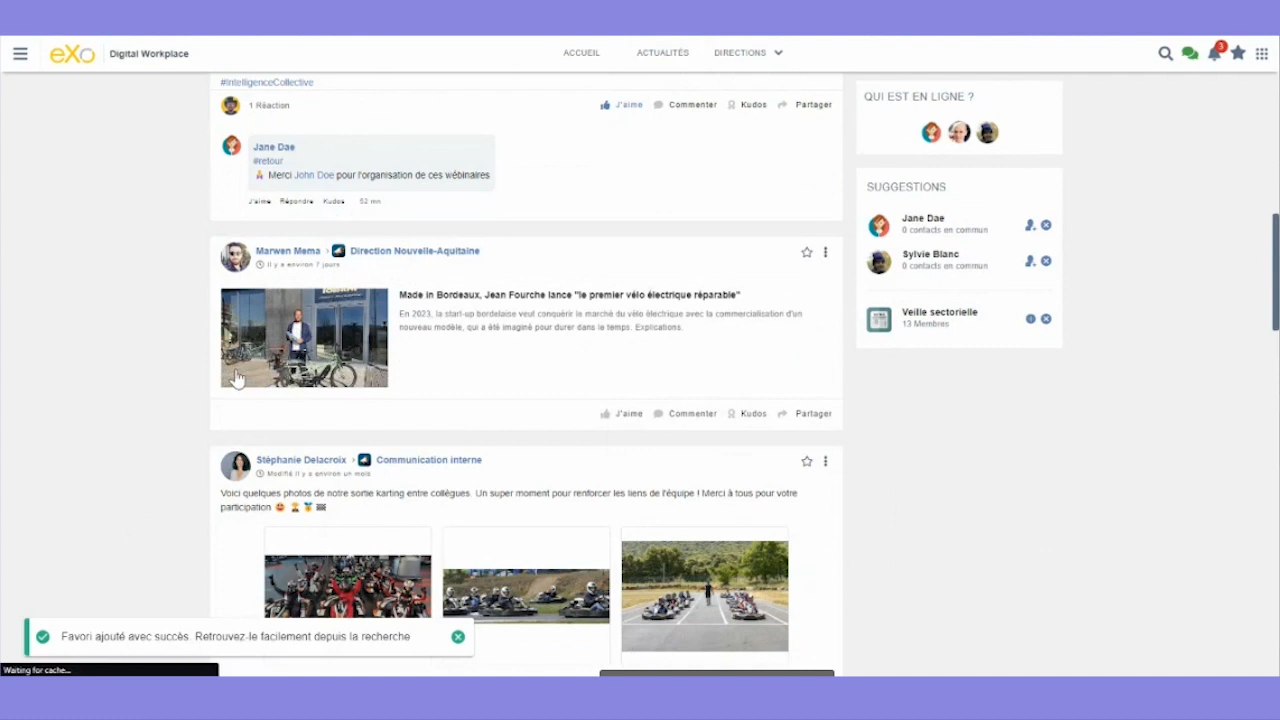 eXo Digital Workplace
ACCUEIL ACTUALITÉS DIRECTIONS
3
#IntelligenceCollective
1 Réaction
J'aime Commenter Kudos Partager
Jane Dae
#retour
Merci John Doe pour l'organisation de ces wébinaires
J'aime Répondre Kudos 52 mn
Marwen Mema › Direction Nouvelle-Aquitaine
Il y a environ 7 jours
Made in Bordeaux, Jean Fourche lance "le premier vélo électrique réparable"
En 2023, la start-up bordelaise veut conquérir le marché du vélo électrique avec la commercialisation d'un
nouveau modèle, qui a été imaginé pour durer dans le temps. Explications.
J'aime Commenter Kudos Partager
Stéphanie Delacroix › Communication interne
Modifié il y a environ un mois
Voici quelques photos de notre sortie karting entre collègues. Un super moment pour renforcer les liens de l'équipe ! Merci à tous pour votre
participation
Favori ajouté avec succès. Retrouvez-le facilement depuis la recherche
Waiting for cache...
QUI EST EN LIGNE ?
SUGGESTIONS
Jane Dae
0 contacts en commun
Sylvie Blanc
0 contacts en commun
Veille sectorielle
13 Membres